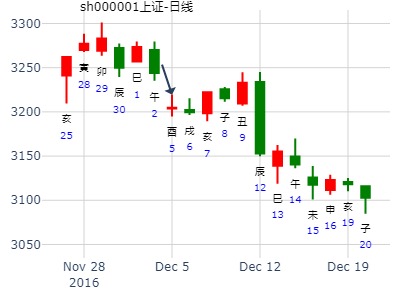 sh000001上证-日线
3300
3250
3200
3150
3100
3050
亥
25
寅
28
卯
29
辰
30
巳
1
午
2
酉
5
戌
6
亥
7
子
8
丑
9
辰
12
巳
13
午
14
未
15
申
16
亥
19
子
20
Nov 28
2016
Dec 5
Dec 12
Dec 19